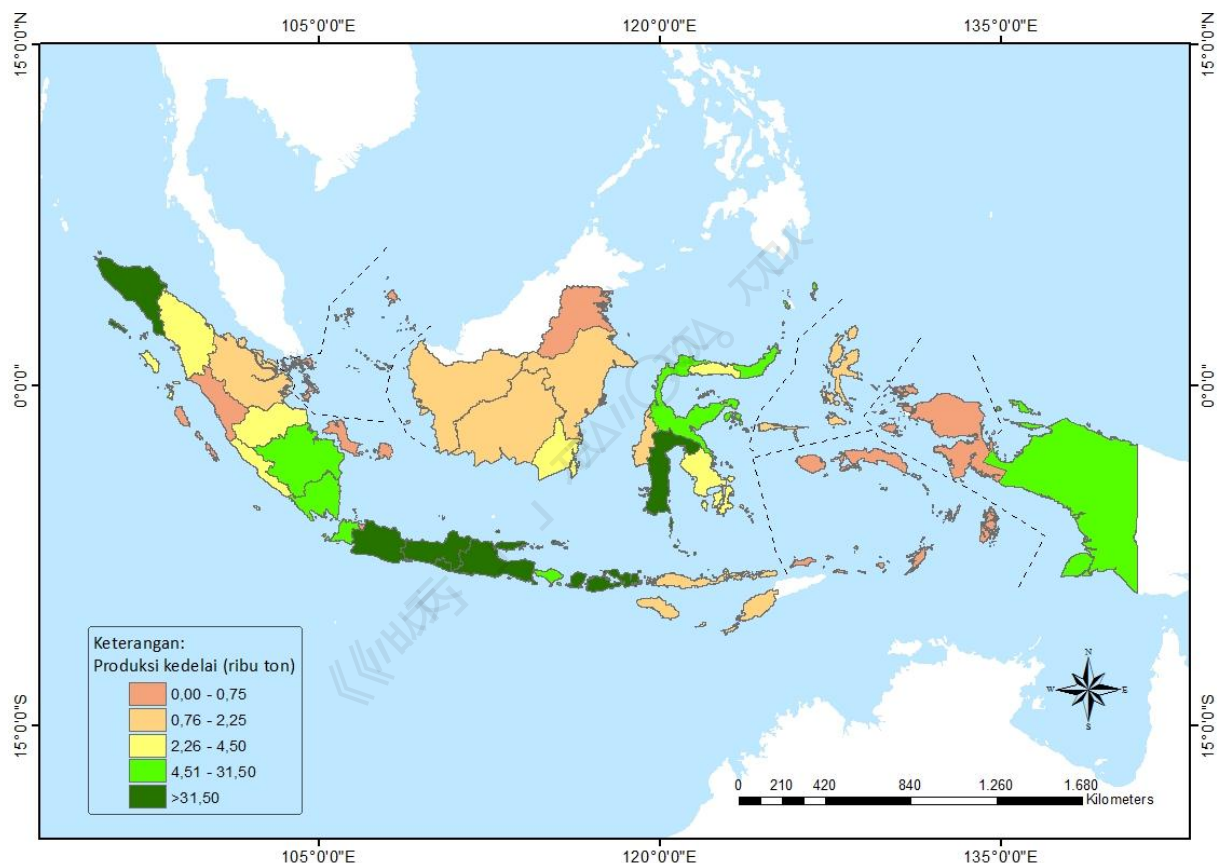 105°0'0"E 120°0'0"E 135°0'0"E
15°0'0"N 15°0'0"N
0°0'0" 0°0'0"
15°0'0"S 15°0'0"S
Keterangan:
Produksi kedelai (ribu ton)
0,00 - 0,75
0,76 - 2,25
2,26 - 4,50
4,51 - 31,50
>31,50
N
W E
S
0 210 420 840 1.260 1.680
Kilometers
105°0'0"E 120°0'0"E 135°0'0"E